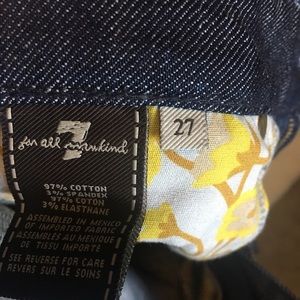 7
for all mankind
27
97% COTTON
3% SPANDEX
97% COTON
3% ELASTHANE
ASSEMBLED IN MEXICO
OF IMPORTED FABRIC
ASSEMBLÉS AU MEXIQUE
DE TISSU IMPORTÉ
SEE REVERSE FOR CARE
REVERS SUR LE SOINS